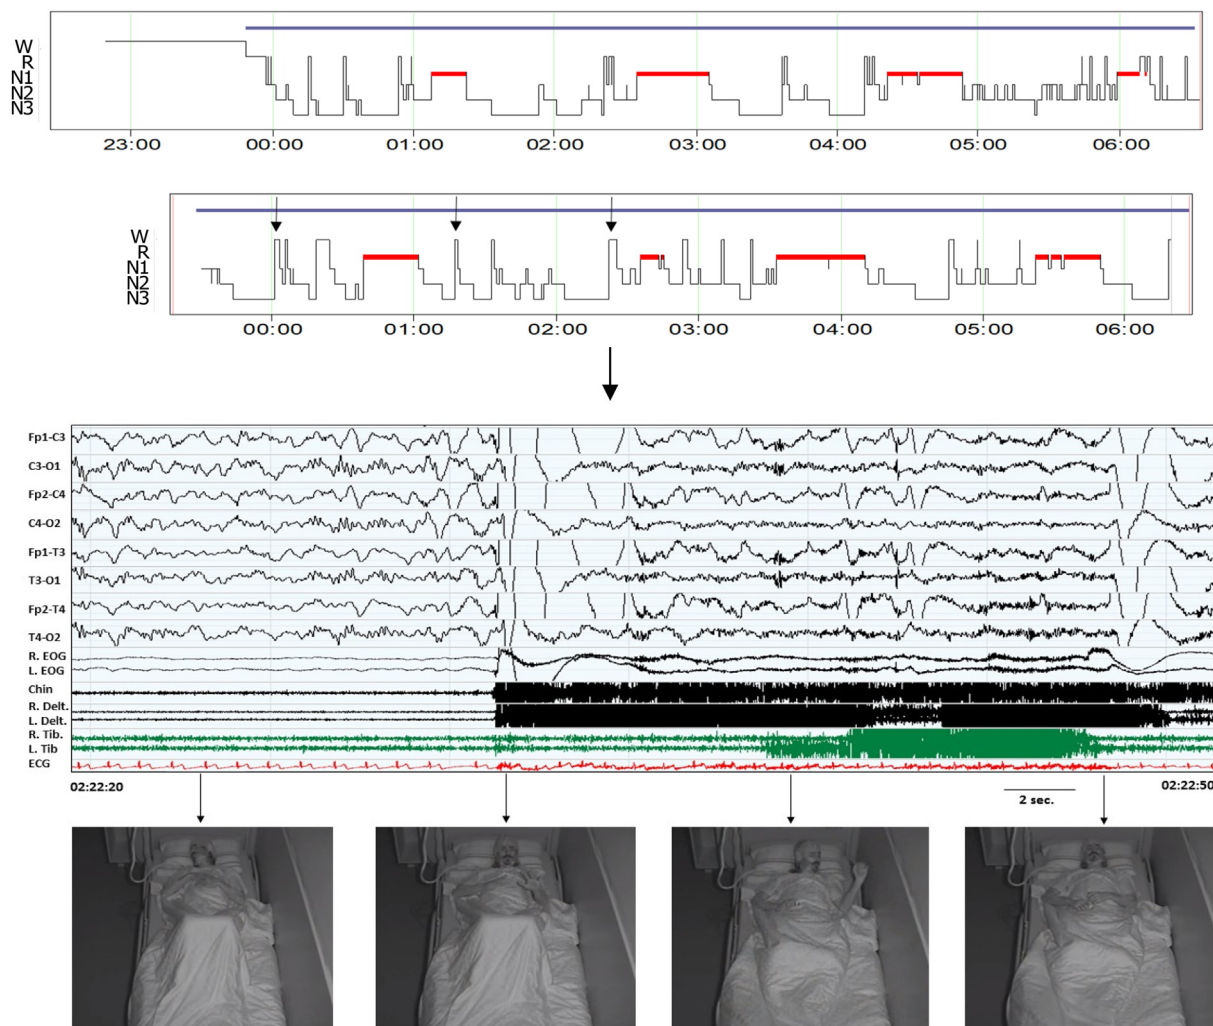 W
R
N1
N2
N3
23:00 00:00 01:00 02:00 03:00 04:00 05:00 06:00
W
R
N1
N2
N3
00:00 01:00 02:00 03:00 04:00 05:00 06:00
Fp1-C3
C3-O1
Fp2-C4
C4-O2
Fp1-T3
T3-O1
Fp2-T4
T4-O2
R. EOG
L. EOG
Chin
R. Delt.
L. Delt.
R. Tib.
L. Tib
ECG
02:22:20 2 sec. 02:22:50